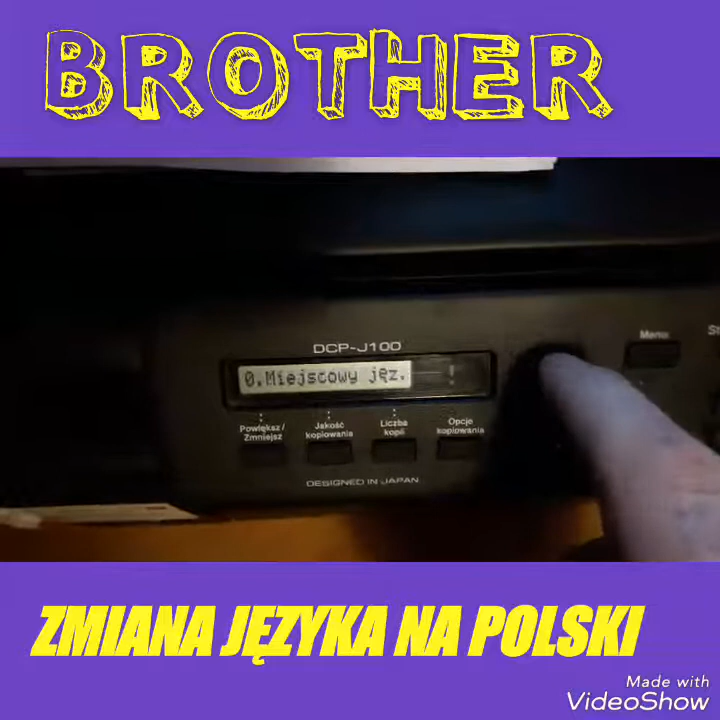 BROTHER
DCP-J100
0.Miejscowy jęz.
Menu
Powiększ/
Zmniejsz
Jakość
kopiowania
Liczba
kopii
Opcje
kopiowania
DESIGNED IN JAPAN
ZMIANA JĘZYKA NA POLSKI
Made with
VideoShow